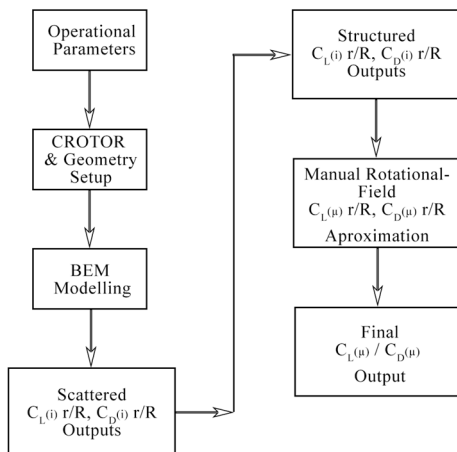 Operational
Parameters
CROTOR
& Geometry
Setup
BEM
Modelling
Scattered
C_L(i) r/R, C_D(i) r/R
Outputs
Structured
C_L(i) r/R, C_D(i) r/R
Outputs
Manual Rotational-
Field
C_L(μ) r/R, C_D(μ) r/R
Aproximation
Final
C_L(μ) / C_D(μ)
Output